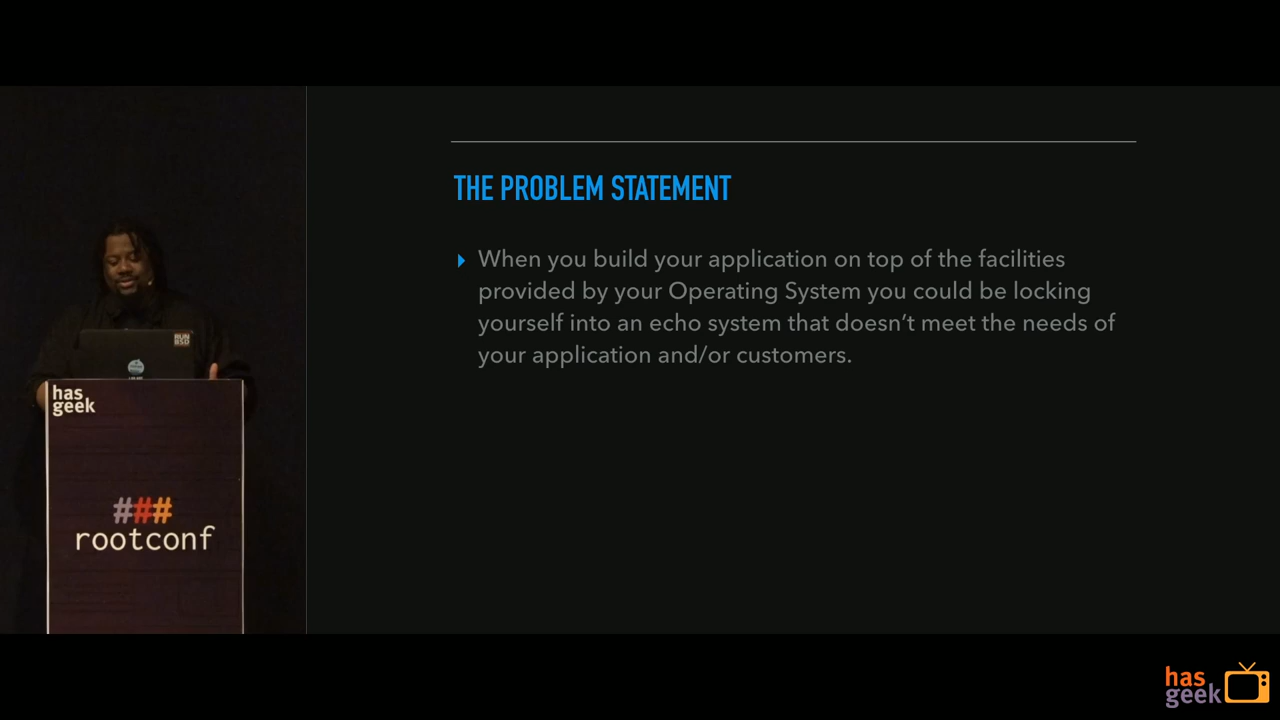 THE PROBLEM STATEMENT
When you build your application on top of the facilities
provided by your Operating System you could be locking
yourself into an echo system that doesn’t meet the needs of
your application and/or customers.
RUN
BSD
has
geek
###
rootconf
has
geek